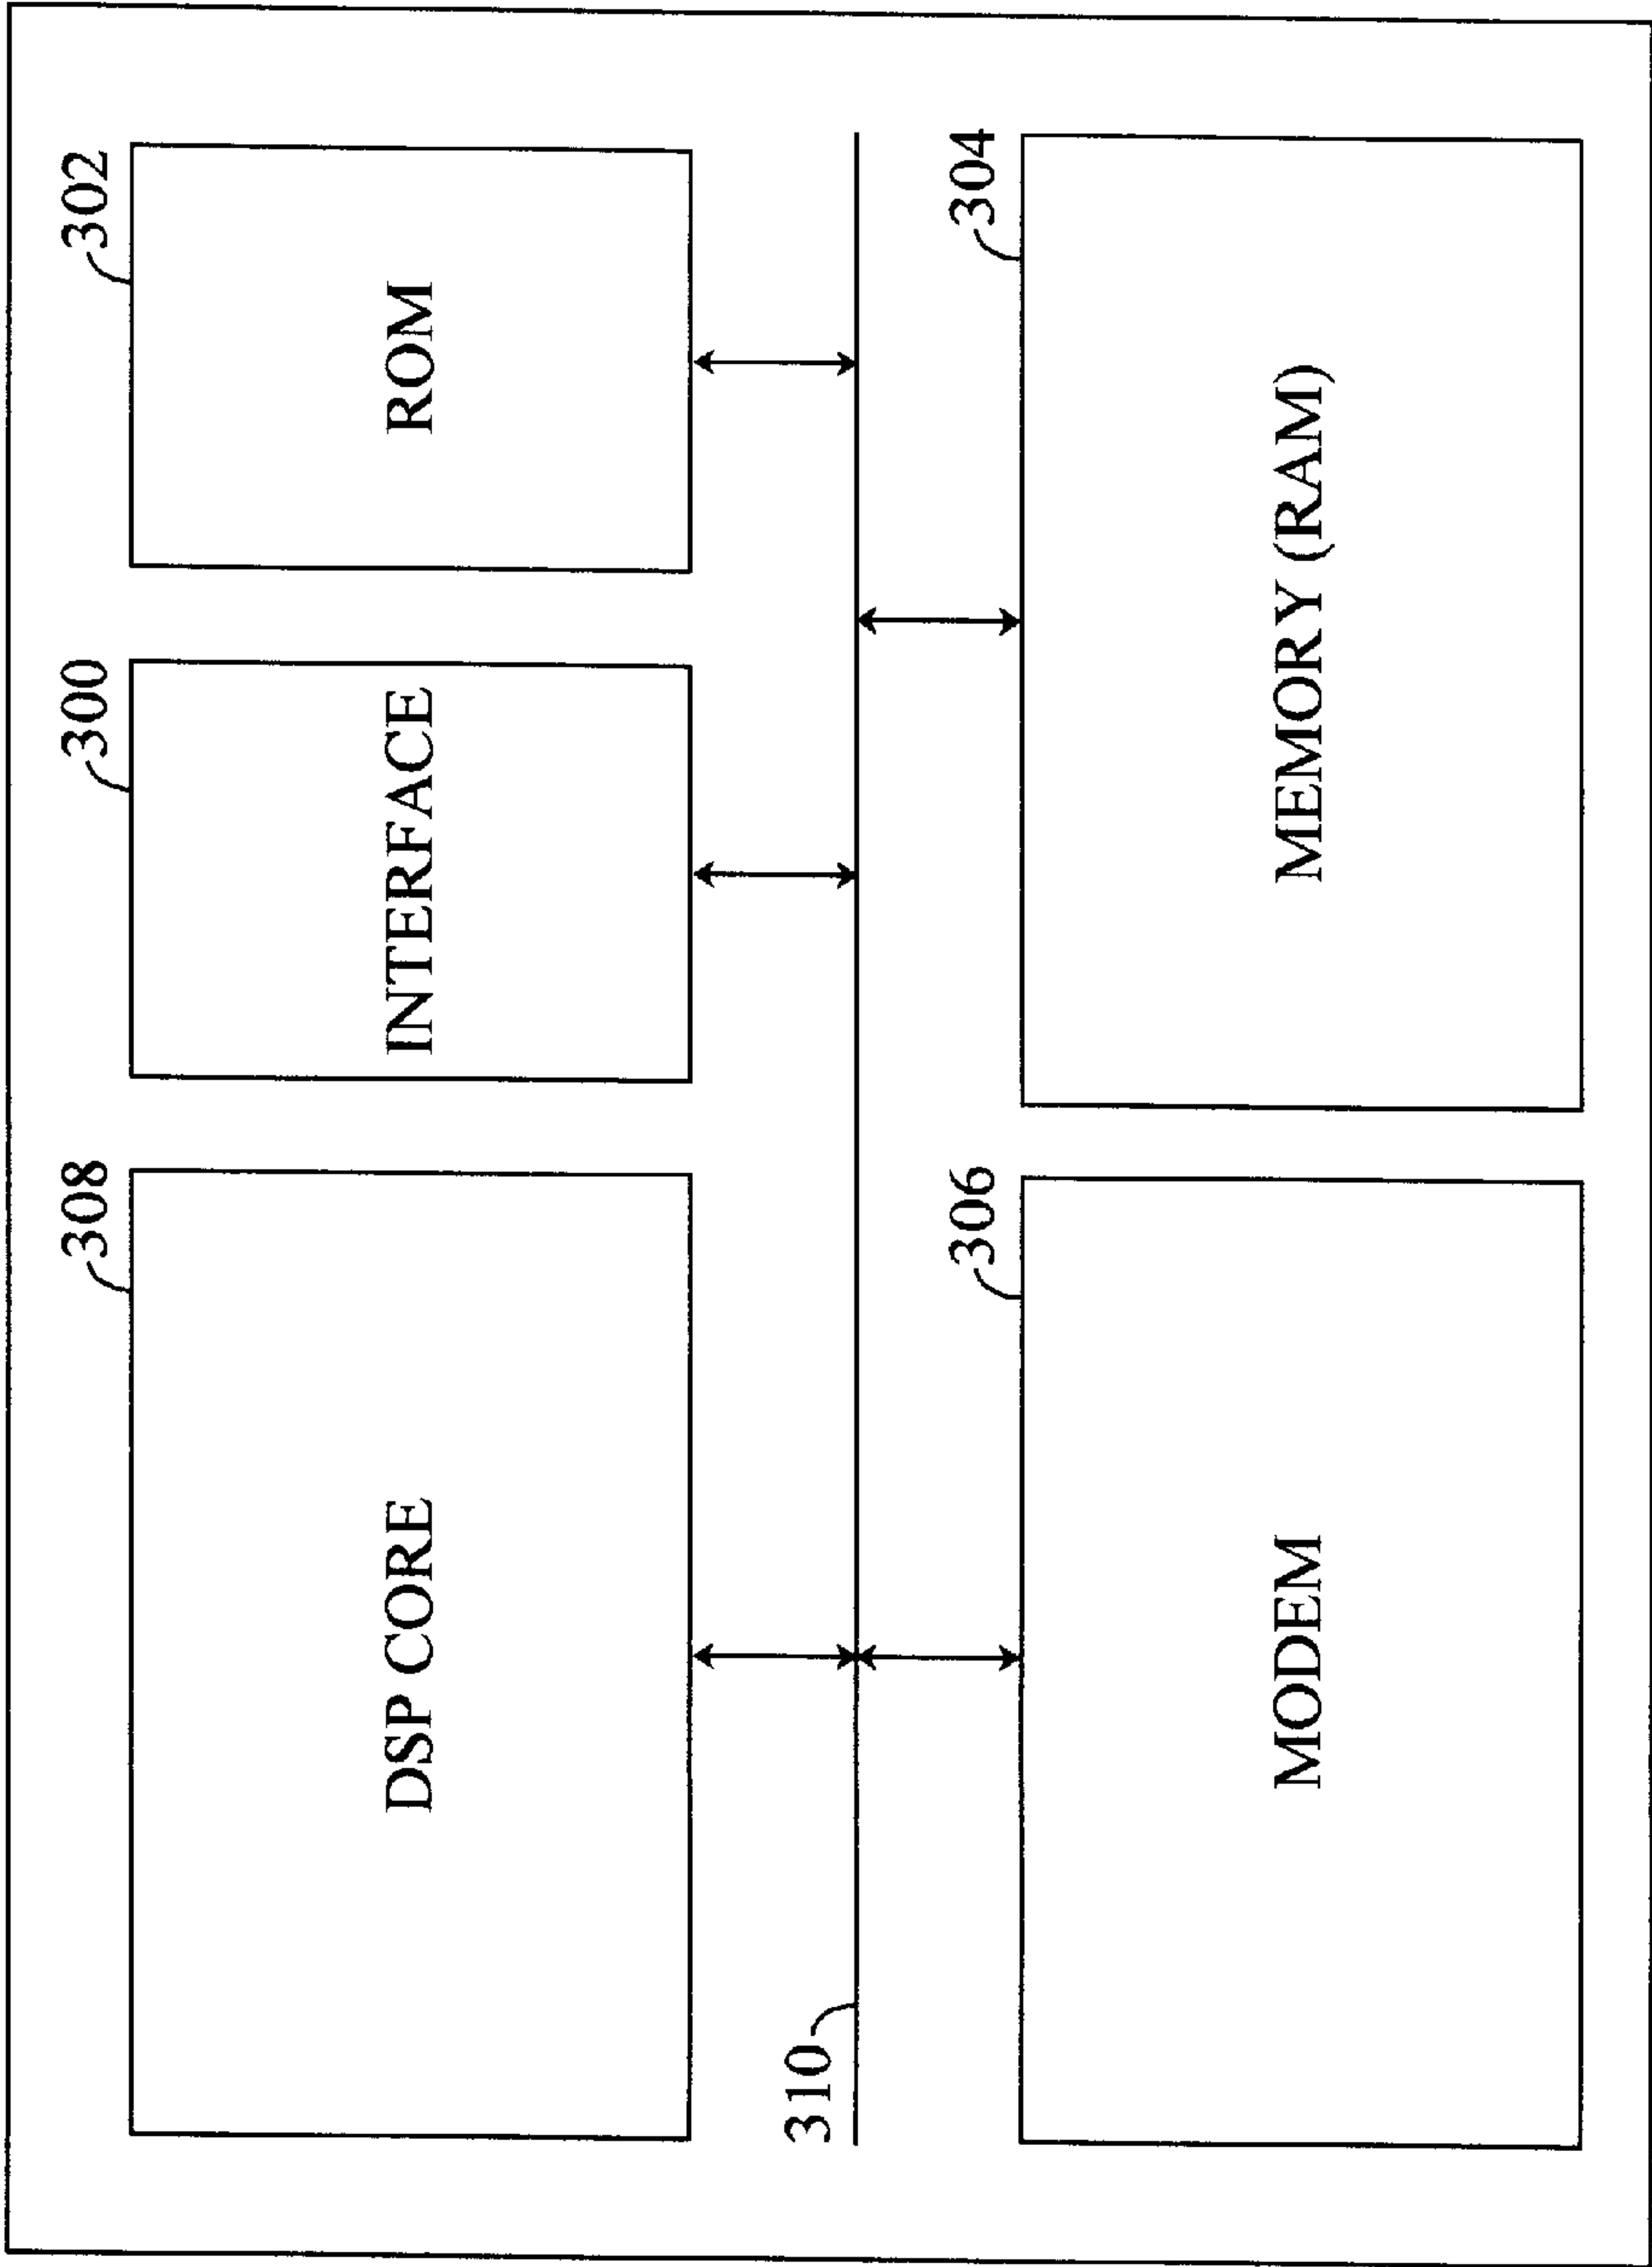 308
300
302
DSP CORE
INTERFACE
ROM
310
306
304
MODEM
MEMORY (RAM)